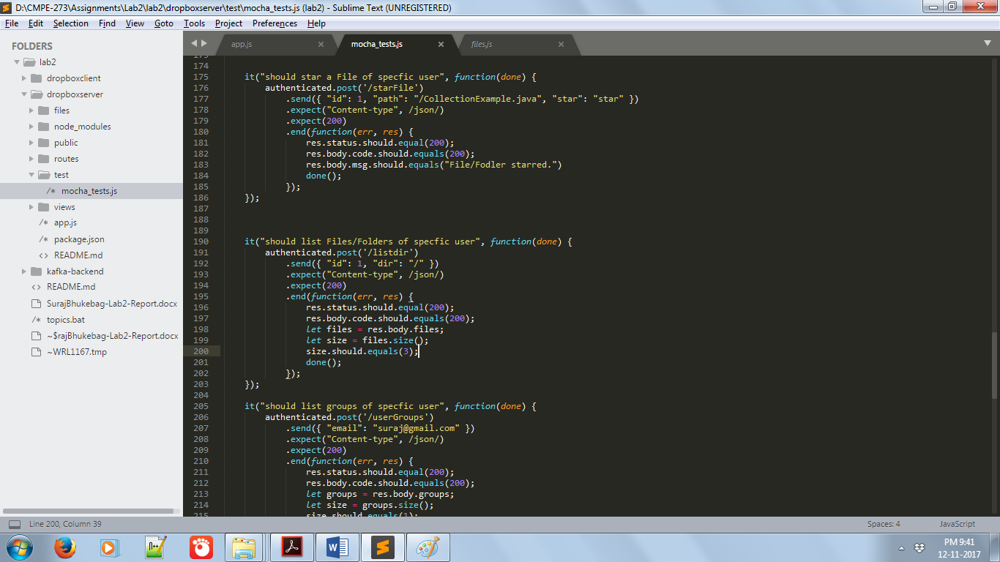 D:\CMPE-273\Assignments\Lab2\lab2\dropboxserver\test\mocha_tests.js (lab2) - Sublime Text (UNREGISTERED)
File Edit Selection Find View Goto Tools Project Preferences Help
FOLDERS
lab2
dropboxclient
dropboxserver
files
node_modules
public
routes
test
/* mocha_tests.js
views
/* app.js
/* package.json
<> README.md
kafka-backend
<> README.md
SurajBhukebag-Lab2-Report.docx
/* topics.bat
~$rajBhukebag-Lab2-Report.docx
~WRL1167.tmp
app.js mocha_tests.js files.js
173
174
175 it("should star a File of specfic user", function(done) {
176 authenticated.post('/starFile')
177 .send({ "id": 1, "path": "/CollectionExample.java", "star": "star" })
178 .expect("Content-type", /json/)
179 .expect(200)
180 .end(function(err, res) {
181 res.status.should.equal(200);
182 res.body.code.should.equals(200);
183 res.body.msg.should.equals("File/Fodler starred.")
184 done();
185 });
186 });
187
188
189
190 it("should list Files/Folders of specfic user", function(done) {
191 authenticated.post('/listdir')
192 .send({ "id": 1, "dir": "/" })
193 .expect("Content-type", /json/)
194 .expect(200)
195 .end(function(err, res) {
196 res.status.should.equal(200);
197 res.body.code.should.equals(200);
198 let files = res.body.files;
199 let size = files.size();
200 size.should.equals(3);
201 done();
202 });
203 });
204
205 it("should list groups of specfic user", function(done) {
206 authenticated.post('/userGroups')
207 .send({ "email": "suraj@gmail.com" })
208 .expect("Content-type", /json/)
209 .expect(200)
210 .end(function(err, res) {
211 res.status.should.equal(200);
212 res.body.code.should.equals(200);
213 let groups = res.body.groups;
214 let size = groups.size();
215 size.should.equals(1);
Line 200, Column 39 Spaces: 4 JavaScript
PM 9:41
12-11-2017